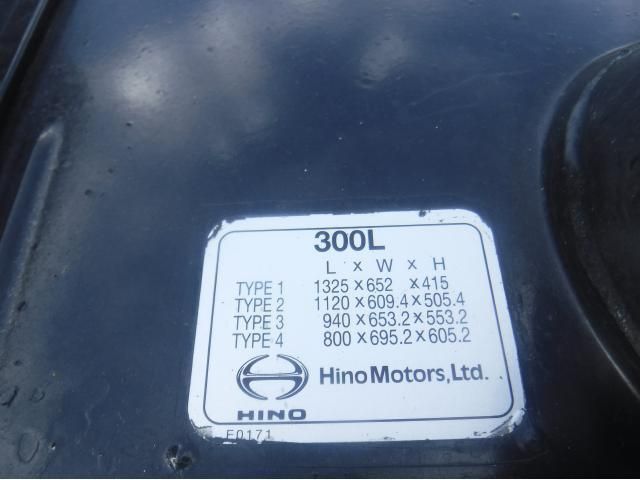 300L
L x W x H
TYPE 1 1325 x 652 x 415
TYPE 2 1120 x 609.4 x 505.4
TYPE 3 940 x 653.2 x 553.2
TYPE 4 800 x 695.2 x 605.2
Hino Motors, Ltd.
HINO
F0171